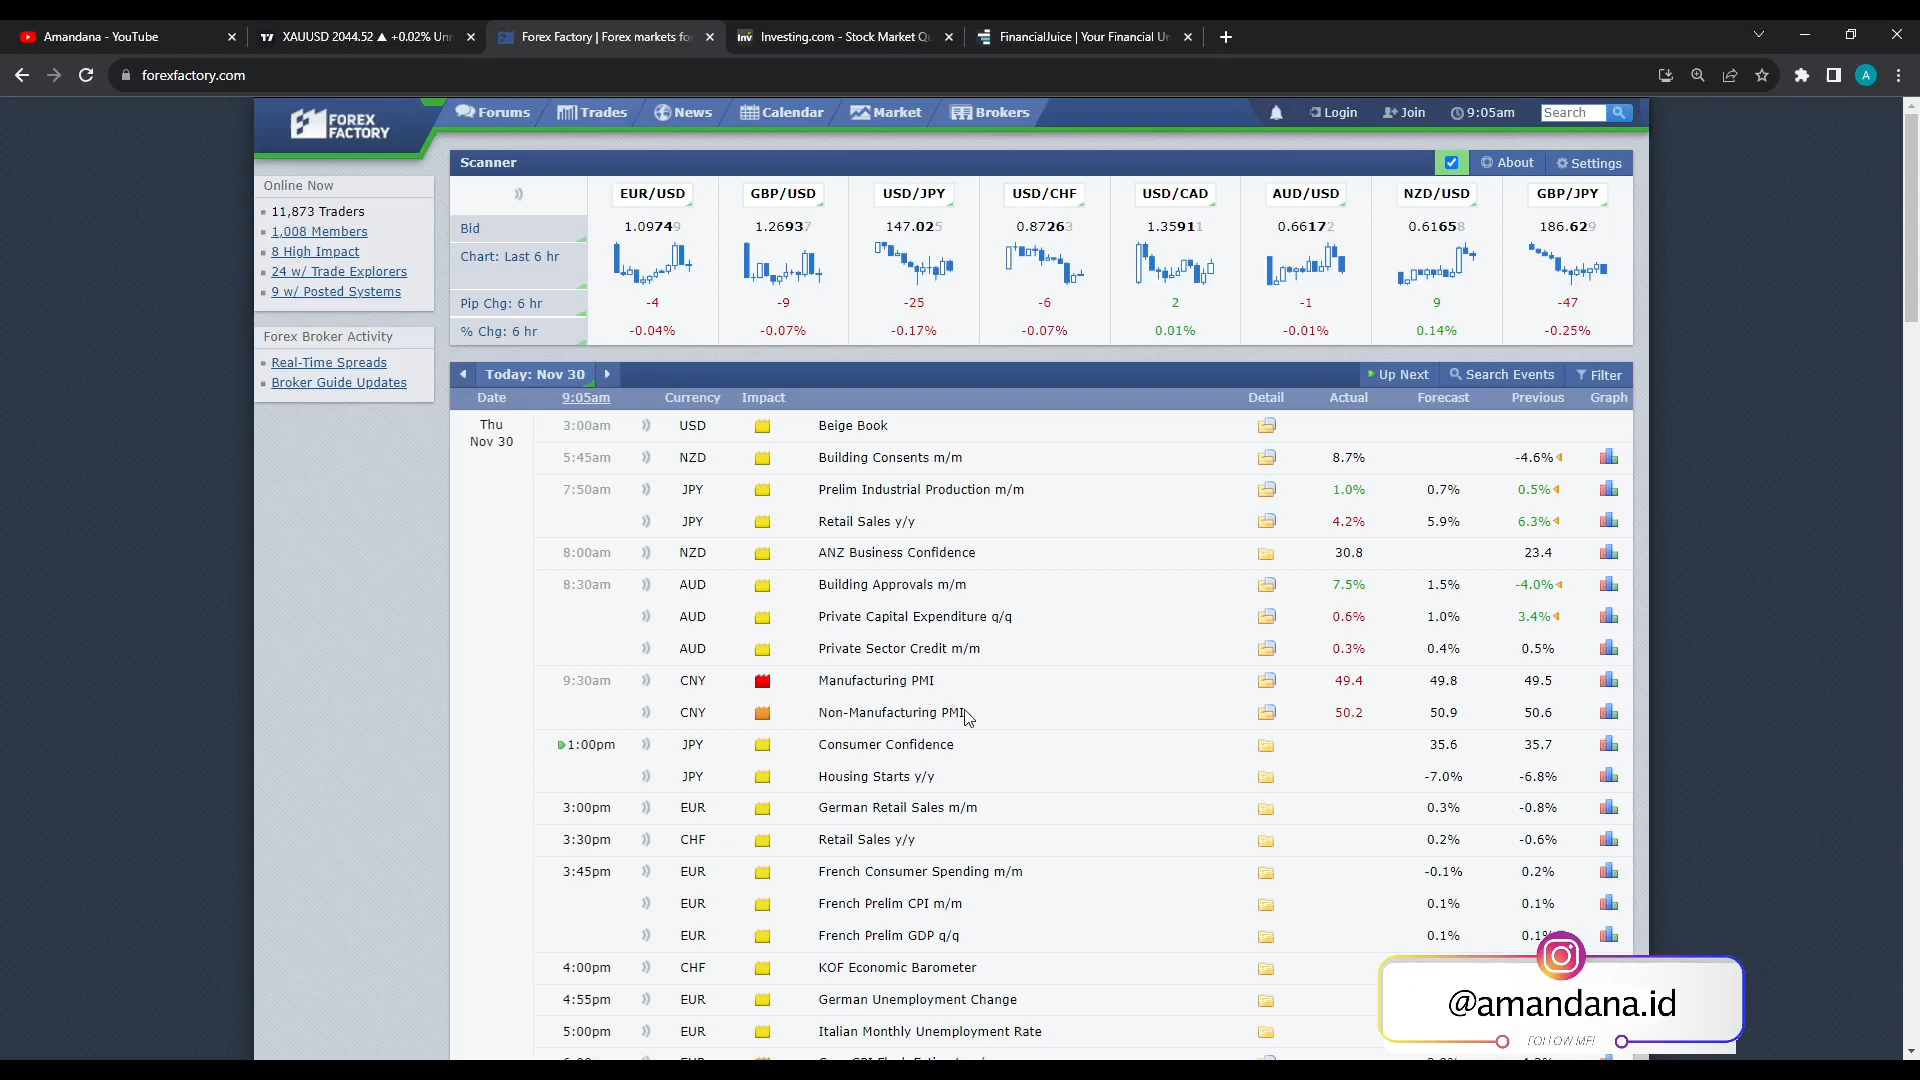 Amandana - YouTube
XAUUSD 2044.52 ▲ +0.02% Unn
Forex Factory | Forex markets fo
Inv
Investing.com - Stock Market Qu
FinancialJuice | Your Financial Un
forexfactory.com
A
FOREX FACTORY
Forums
Trades
News
Calendar
Market
Brokers
Login
Join
9:05am
Search
Online Now
11,873 Traders
1,008 Members
8 High Impact
24 w/ Trade Explorers
9 w/ Posted Systems
Forex Broker Activity
Real-Time Spreads
Broker Guide Updates
Scanner
About
Settings
EUR/USD GBP/USD USD/JPY USD/CHF USD/CAD AUD/USD NZD/USD GBP/JPY
Bid 1.09749 1.26937 147.025 0.87263 1.35911 0.66172 0.61658 186.629
Chart: Last 6 hr
Pip Chg: 6 hr -4 -9 -25 -6 2 -1 9 -47
% Chg: 6 hr -0.04% -0.07% -0.17% -0.07% 0.01% -0.01% 0.14% -0.25%
Today: Nov 30
Up Next
Search Events
Filter
Date 9:05am Currency Impact Detail Actual Forecast Previous Graph
Thu
Nov 30
3:00am USD Beige Book
5:45am NZD Building Consents m/m 8.7% -4.6%
7:50am JPY Prelim Industrial Production m/m 1.0% 0.7% 0.5%
JPY Retail Sales y/y 4.2% 5.9% 6.3%
8:00am NZD ANZ Business Confidence 30.8 23.4
8:30am AUD Building Approvals m/m 7.5% 1.5% -4.0%
AUD Private Capital Expenditure q/q 0.6% 1.0% 3.4%
AUD Private Sector Credit m/m 0.3% 0.4% 0.5%
9:30am CNY Manufacturing PMI 49.4 49.8 49.5
CNY Non-Manufacturing PMI 50.2 50.9 50.6
1:00pm JPY Consumer Confidence 35.6 35.7
JPY Housing Starts y/y -7.0% -6.8%
3:00pm EUR German Retail Sales m/m 0.3% -0.8%
3:30pm CHF Retail Sales y/y 0.2% -0.6%
3:45pm EUR French Consumer Spending m/m -0.1% 0.2%
EUR French Prelim CPI m/m 0.1% 0.1%
EUR French Prelim GDP q/q 0.1% 0.1%
4:00pm CHF KOF Economic Barometer
4:55pm EUR German Unemployment Change
5:00pm EUR Italian Monthly Unemployment Rate
@amandana.id
FOLLOW ME!